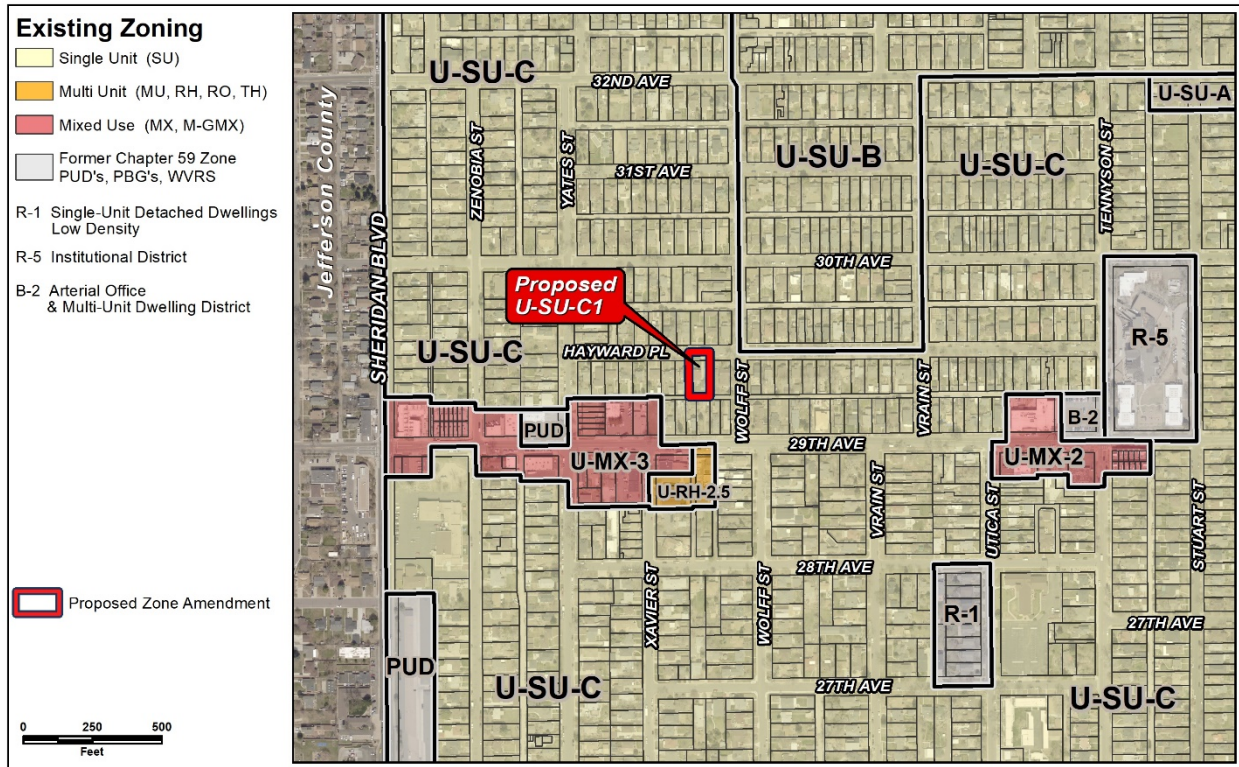 Existing Zoning
Single Unit (SU)
Multi Unit (MU, RH, RO, TH)
Mixed Use (MX, M-GMX)
Former Chapter 59 Zone
PUD's, PBG's, WVRS
R-1 Single-Unit Detached Dwellings
Low Density
R-5 Institutional District
B-2 Arterial Office
& Multi-Unit Dwelling District
Proposed Zone Amendment
0 250 500
Feet
Jefferson County
SHERIDAN BLVD
U-SU-C
32ND AVE
ZENOBIA ST
YATES ST
31ST AVE
U-SU-B
U-SU-C
TENNYSON ST
U-SU-A
30TH AVE
Proposed
U-SU-C1
HAYWARD PL
U-SU-C
WOLFF ST
VRAIN ST
R-5
B-2
PUD
29TH AVE
U-MX-3
U-RH-2.5
U-MX-2
VRAIN ST
UTICA ST
STUART ST
28TH AVE
XAVIER ST
WOLFF ST
R-1
27TH AVE
PUD
U-SU-C
27TH AVE
U-SU-C